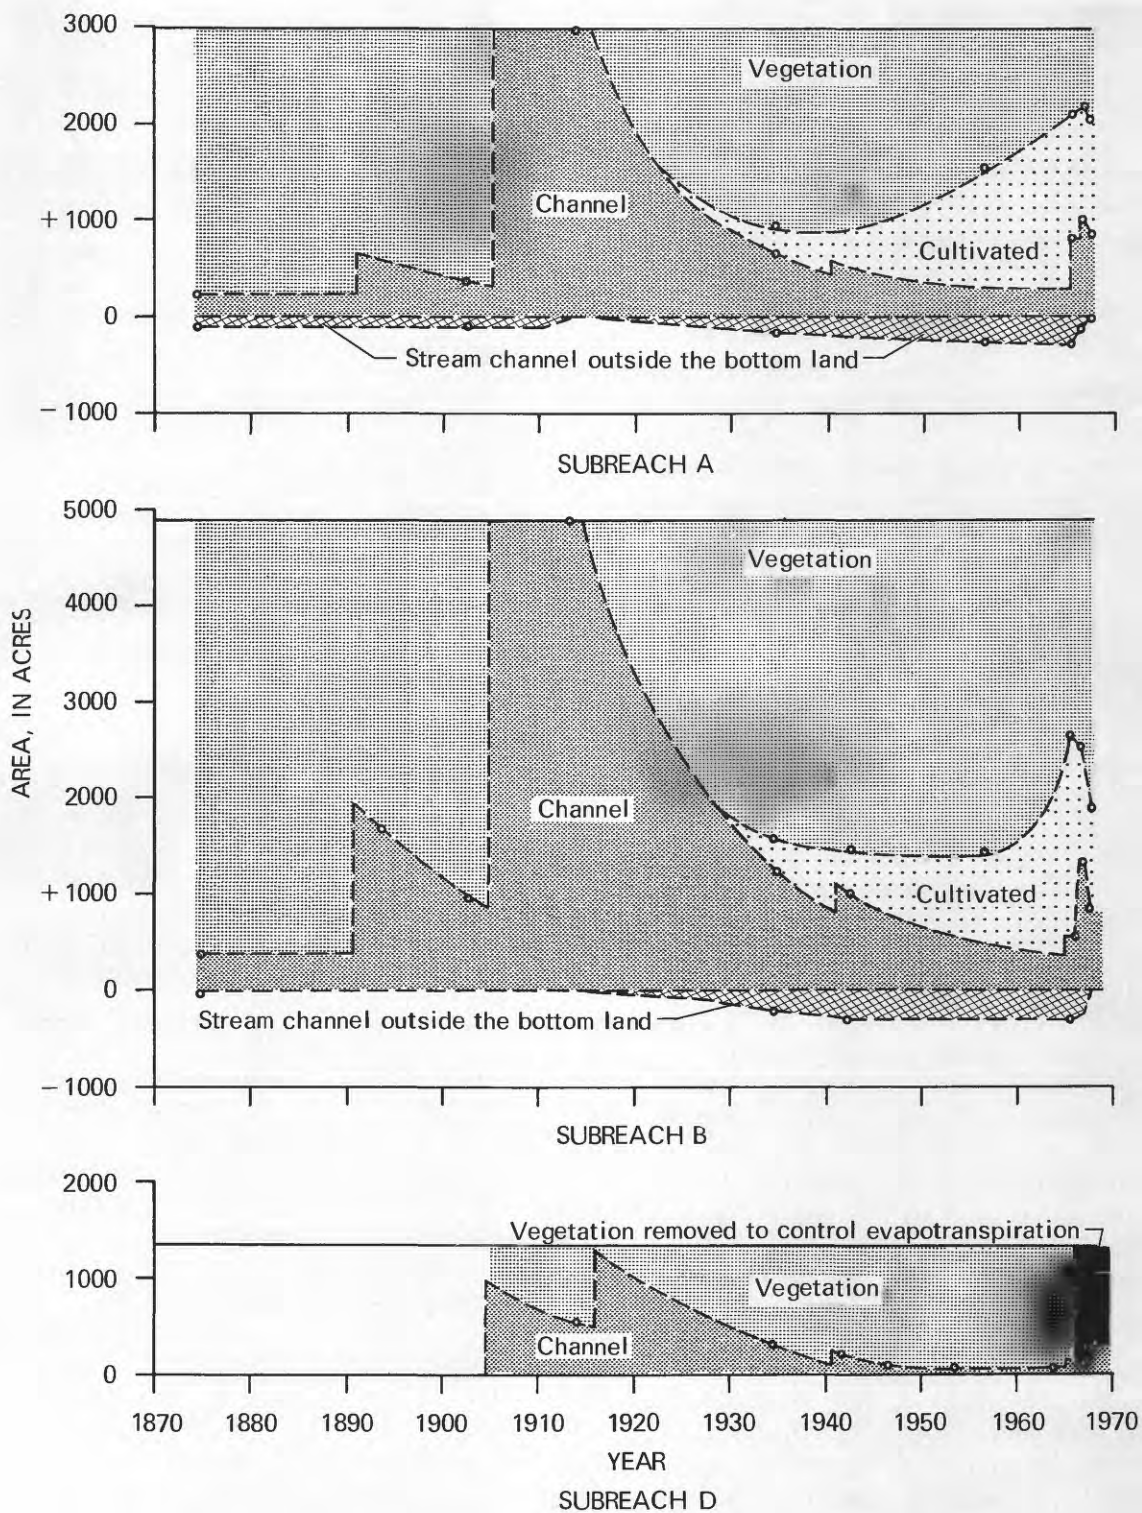 3000
2000
+ 1000
0
− 1000
Vegetation
Channel
Cultivated
Stream channel outside the bottom land
SUBREACH A
AREA, IN ACRES
5000
4000
3000
2000
+ 1000
0
− 1000
Vegetation
Channel
Cultivated
Stream channel outside the bottom land
SUBREACH B
2000
1000
0
Vegetation removed to control evapotranspiration
Vegetation
Channel
1870 1880 1890 1900 1910 1920 1930 1940 1950 1960 1970
YEAR
SUBREACH D